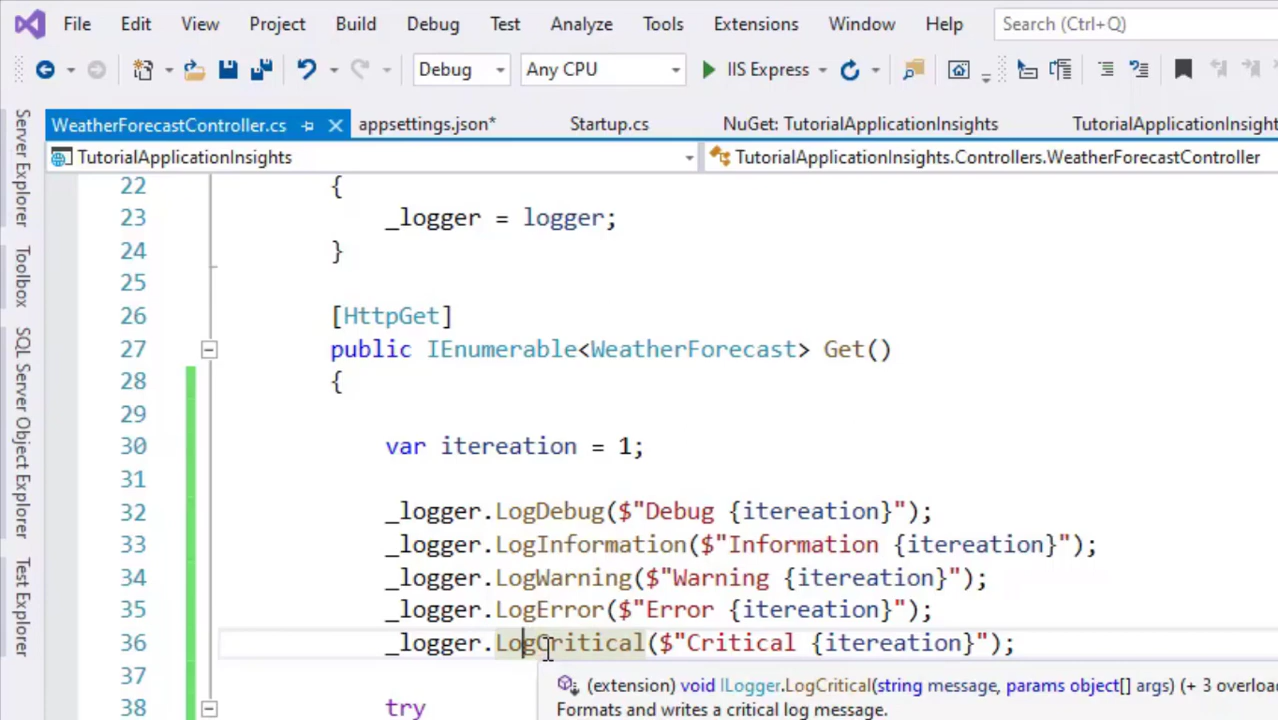 File Edit View Project Build Debug Test Analyze Tools Extensions Window Help Search (Ctrl+Q)
Debug Any CPU IIS Express
WeatherForecastController.cs appsettings.json* Startup.cs NuGet: TutorialApplicationInsights TutorialApplicationInsight
TutorialApplicationInsights TutorialApplicationInsights.Controllers.WeatherForecastController
Server Explorer
Toolbox
SQL Server Object Explorer
Test Explorer
22 {
23 _logger = logger;
24 }
25
26 [HttpGet]
27 public IEnumerable<WeatherForecast> Get()
28 {
29
30 var itereation = 1;
31
32 _logger.LogDebug($"Debug {itereation}");
33 _logger.LogInformation($"Information {itereation}");
34 _logger.LogWarning($"Warning {itereation}");
35 _logger.LogError($"Error {itereation}");
36 _logger.LogCritical($"Critical {itereation}");
37
(extension) void ILogger.LogCritical(string message, params object[] args) (+ 3 overload
38 try
Formats and writes a critical log message.